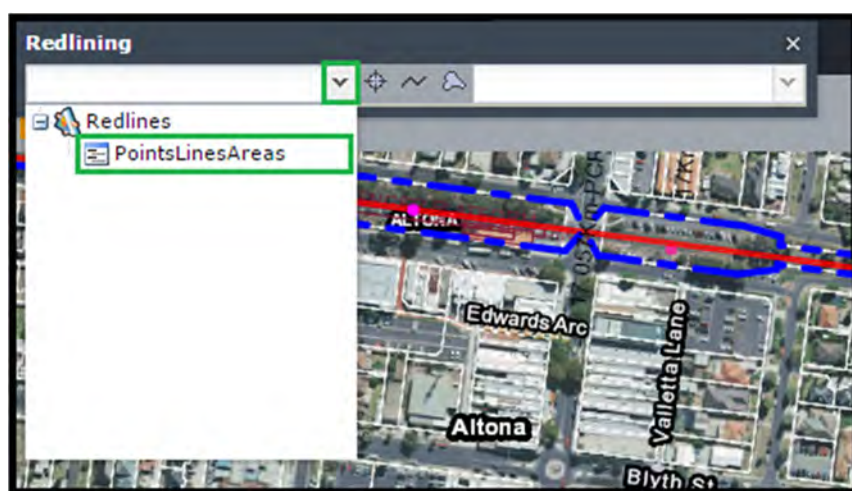 Redlining
Redlines
PointsLinesAreas
ALTONA
Edwards Arc
Valletta Lane
Altona
Blyth St